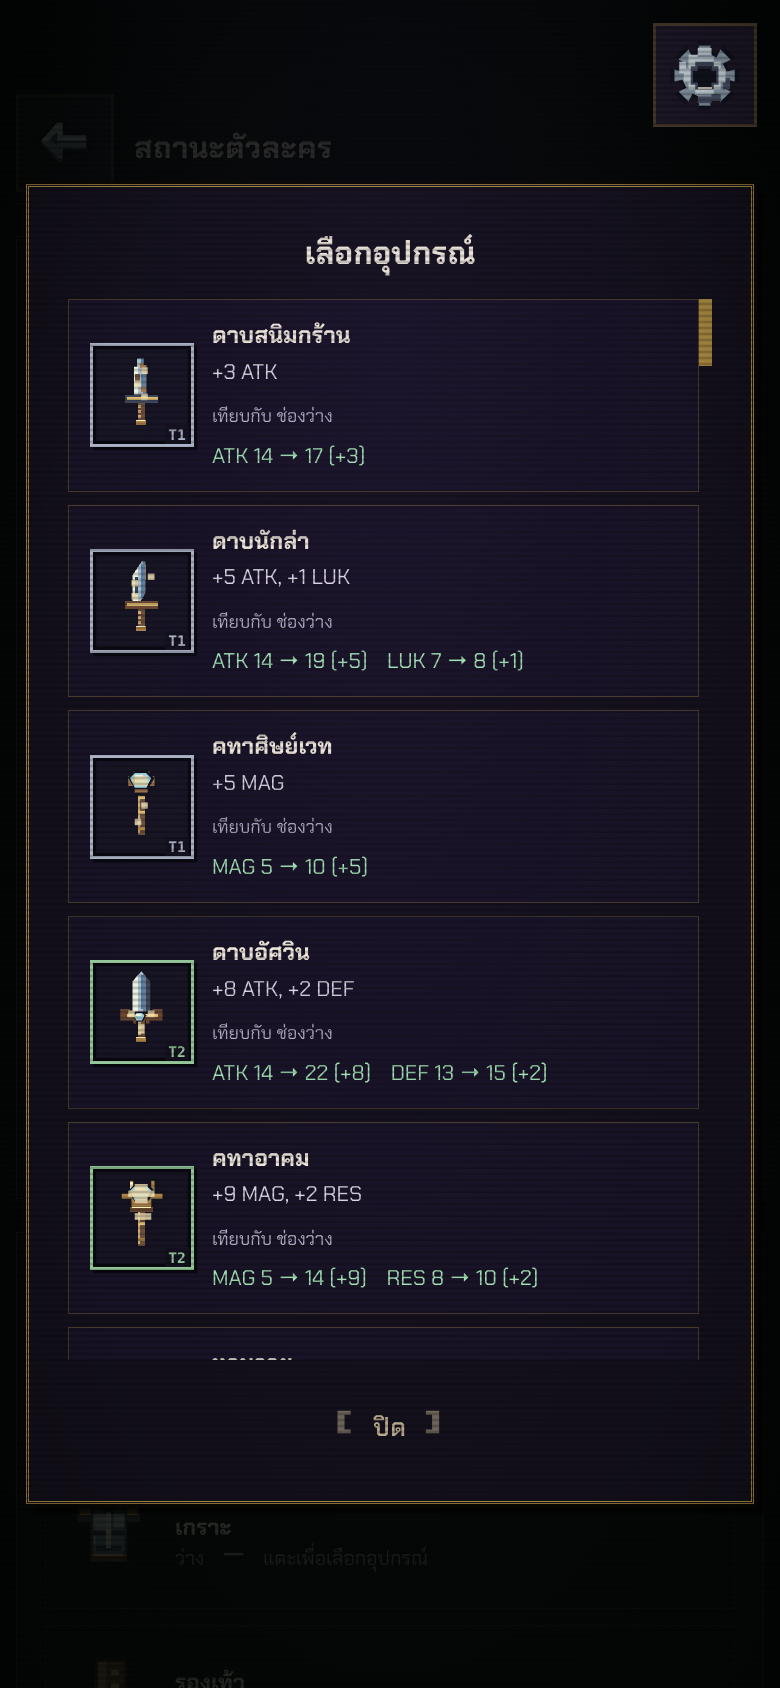 สถานะตัวละคร
เลือกอุปกรณ์
ดาบสนิมกร้าน
+3 ATK
เทียบกับ ช่องว่าง
ATK 14 → 17 (+3)
T1
ดาบนักล่า
+5 ATK, +1 LUK
เทียบกับ ช่องว่าง
ATK 14 → 19 (+5) LUK 7 → 8 (+1)
T1
คทาศิษย์เวท
+5 MAG
เทียบกับ ช่องว่าง
MAG 5 → 10 (+5)
T1
ดาบอัศวิน
+8 ATK, +2 DEF
เทียบกับ ช่องว่าง
ATK 14 → 22 (+8) DEF 13 → 15 (+2)
T2
คทาอาคม
+9 MAG, +2 RES
เทียบกับ ช่องว่าง
MAG 5 → 14 (+9) RES 8 → 10 (+2)
T2
[ ปิด ]
เกราะ
ว่าง — แตะเพื่อเลือกอุปกรณ์
รองเท้า